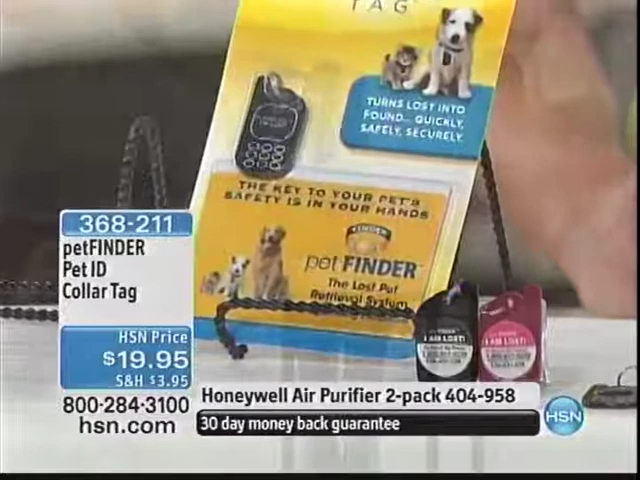 TAG
TURNS LOST INTO
FOUND... QUICKLY,
SAFELY, SECURELY.
THE KEY TO YOUR PET'S
SAFETY IS IN YOUR HANDS
FINDER
petFINDER
The Lost Pet
Retrieval System
I AM LOST!
I AM LOST!
368-211
petFINDER
Pet ID
Collar Tag
HSN Price
$19.95
S&H $3.95
800-284-3100
hsn.com
Honeywell Air Purifier 2-pack 404-958
30 day money back guarantee
HSN